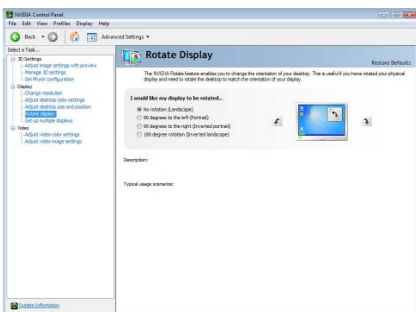 NVIDIA Control Panel
File Edit View Profiles Display Help
Back Advanced Settings
Select a Task...
Rotate Display
Restore Defaults
3D Settings
Adjust image settings with preview
Manage 3D settings
Set PhysX configuration
Display
Change resolution
Adjust desktop color settings
Adjust desktop size and position
Rotate display
Set up multiple displays
Video
Adjust video color settings
Adjust video image settings
The NVIDIA Rotate feature enables you to change the orientation of your desktop. This is useful if you have rotated your physical
display and need to rotate the desktop to match the orientation of your display.
I would like my display to be rotated...
No rotation (Landscape)
90 degrees to the left (Portrait)
90 degrees to the right (Inverted portrait)
180 degree rotation (Inverted landscape)
Description:
Typical usage scenarios:
System Information